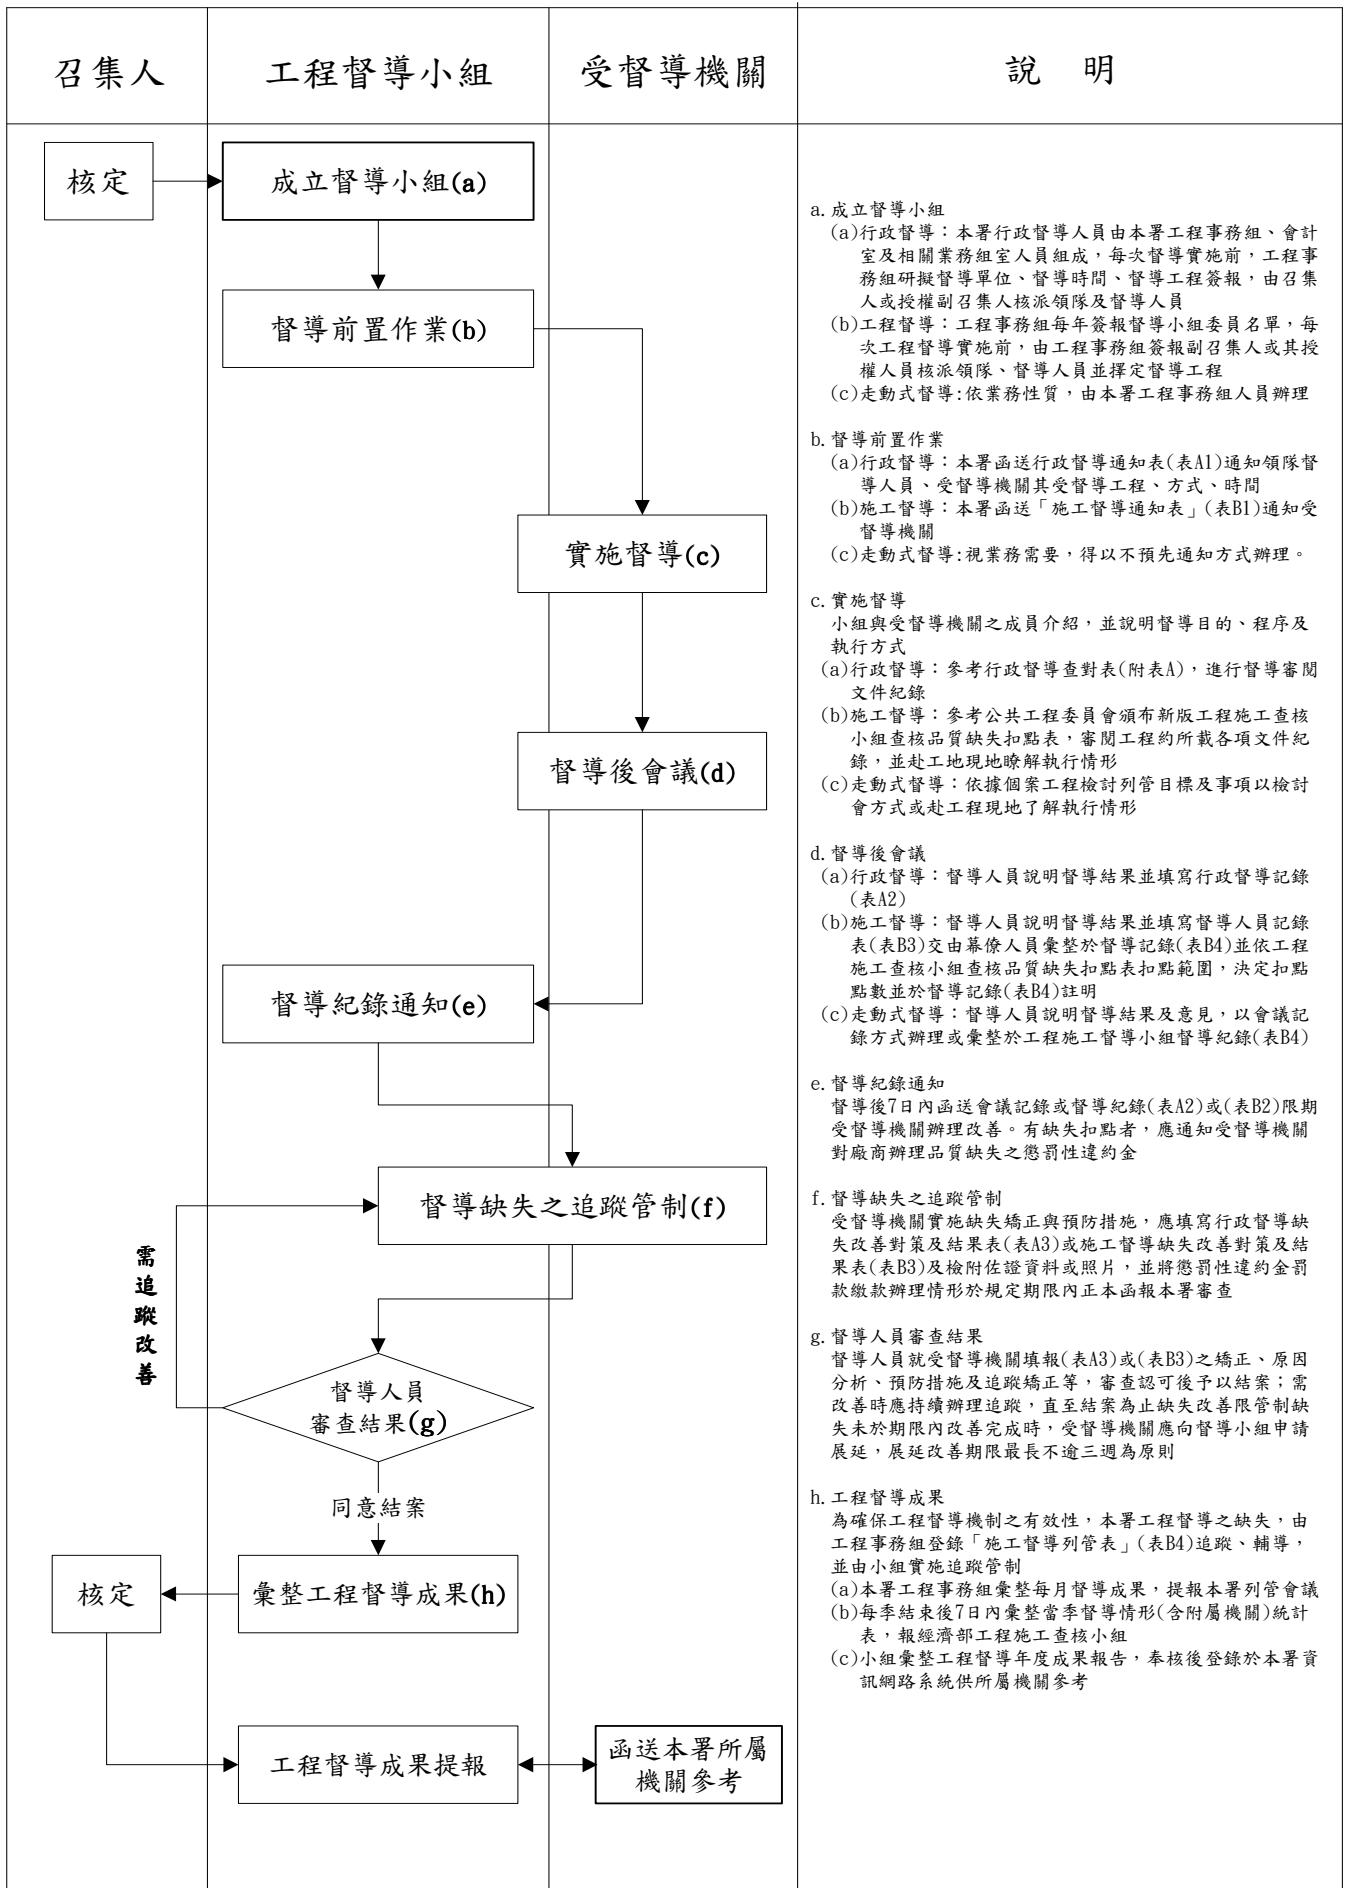 召集人
工程督導小組
受督導機關
說　明
核定
成立督導小組(a)
督導前置作業(b)
實施督導(c)
督導後會議(d)
督導紀錄通知(e)
督導缺失之追蹤管制(f)
需追蹤改善
督導人員
審查結果(g)
同意結案
核定
彙整工程督導成果(h)
工程督導成果提報
函送本署所屬
機關參考
a.成立督導小組
(a)行政督導：本署行政督導人員由本署工程事務組、會計
室及相關業務組室人員組成，每次督導實施前，工程事
務組研擬督導單位、督導時間、督導工程簽報，由召集
人或授權副召集人核派領隊及督導人員
(b)工程督導：工程事務組每年簽報督導小組委員名單，每
次工程督導實施前，由工程事務組簽報副召集人或其授
權人員核派領隊、督導人員並擇定督導工程
(c)走動式督導:依業務性質，由本署工程事務組人員辦理
b.督導前置作業
(a)行政督導：本署函送行政督導通知表(表A1)通知領隊督
導人員、受督導機關其受督導工程、方式、時間
(b)施工督導：本署函送「施工督導通知表」(表B1)通知受
督導機關
(c)走動式督導:視業務需要，得以不預先通知方式辦理。
c.實施督導
小組與受督導機關之成員介紹，並說明督導目的、程序及
執行方式
(a)行政督導：參考行政督導查對表(附表A)，進行督導審閱
文件紀錄
(b)施工督導：參考公共工程委員會頒布新版工程施工查核
小組查核品質缺失扣點表，審閱工程約所載各項文件紀
錄，並赴工地現地瞭解執行情形
(c)走動式督導：依據個案工程檢討列管目標及事項以檢討
會方式或赴工程現地了解執行情形
d.督導後會議
(a)行政督導：督導人員說明督導結果並填寫行政督導記錄
(表A2)
(b)施工督導：督導人員說明督導結果並填寫督導人員記錄
表(表B3)交由幕僚人員彙整於督導記錄(表B4)並依工程
施工查核小組查核品質缺失扣點表扣點範圍，決定扣點
點數並於督導記錄(表B4)註明
(c)走動式督導：督導人員說明督導結果及意見，以會議記
錄方式辦理或彙整於工程施工督導小組督導紀錄(表B4)
e.督導紀錄通知
督導後7日內函送會議記錄或督導紀錄(表A2)或(表B2)限期
受督導機關辦理改善。有缺失扣點者，應通知受督導機關
對廠商辦理品質缺失之懲罰性違約金
f.督導缺失之追蹤管制
受督導機關實施缺失矯正與預防措施，應填寫行政督導缺
失改善對策及結果表(表A3)或施工督導缺失改善對策及結
果表(表B3)及檢附佐證資料或照片，並將懲罰性違約金罰
款繳款辦理情形於規定期限內正本函報本署審查
g.督導人員審查結果
督導人員就受督導機關填報(表A3)或(表B3)之矯正、原因
分析、預防措施及追蹤矯正等，審查認可後予以結案；需
改善時應持續辦理追蹤，直至結案為止缺失改善限管制缺
失未於期限內改善完成時，受督導機關應向督導小組申請
展延，展延改善期限最長不逾三週為原則
h.工程督導成果
為確保工程督導機制之有效性，本署工程督導之缺失，由
工程事務組登錄「施工督導列管表」(表B4)追蹤、輔導，
並由小組實施追蹤管制
(a)本署工程事務組彙整每月督導成果，提報本署列管會議
(b)每季結束後7日內彙整當季督導情形(含附屬機關)統計
表，報經濟部工程施工查核小組
(c)小組彙整工程督導年度成果報告，奉核後登錄於本署資
訊網路系統供所屬機關參考